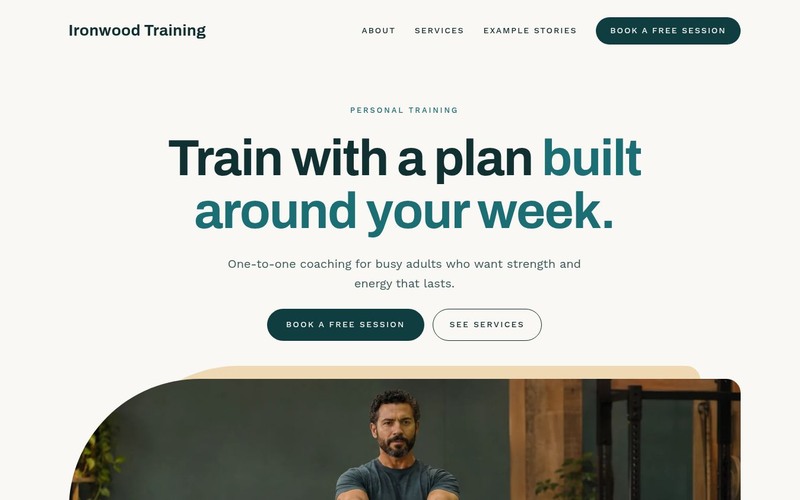 Ironwood Training
ABOUT
SERVICES
EXAMPLE STORIES
BOOK A FREE SESSION
PERSONAL TRAINING
Train with a plan built
around your week.
One-to-one coaching for busy adults who want strength and
energy that lasts.
BOOK A FREE SESSION
SEE SERVICES